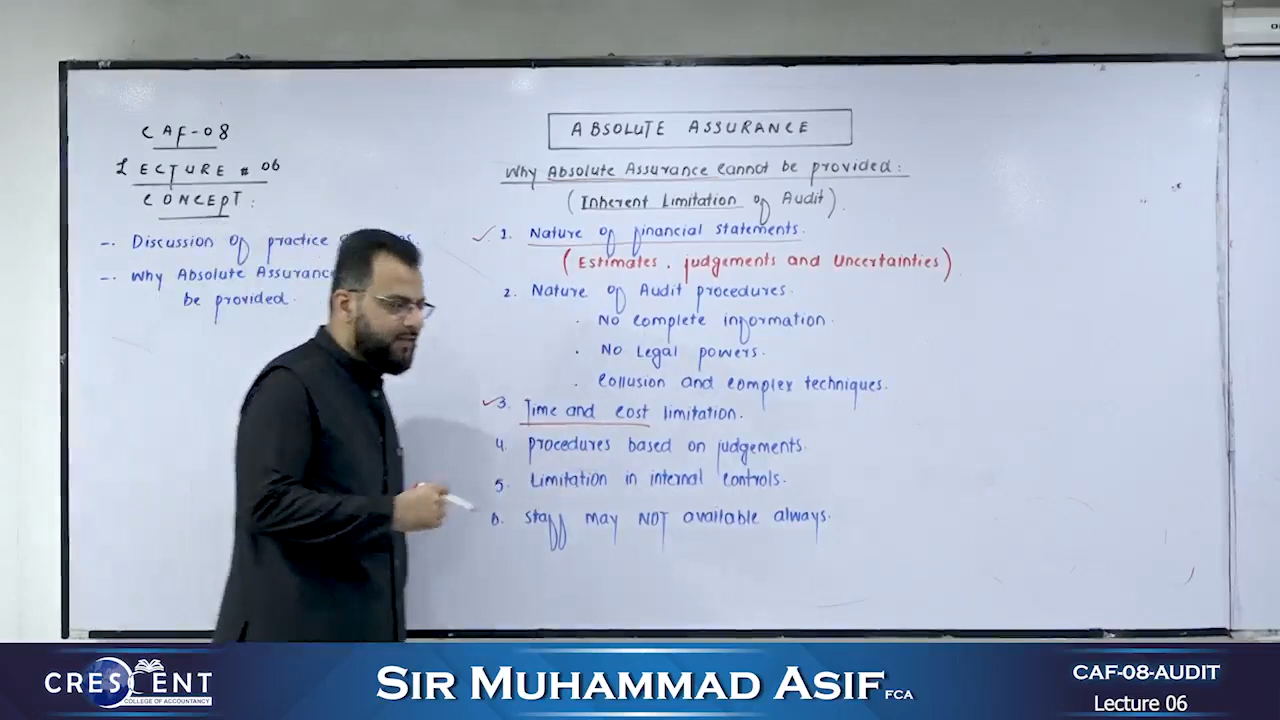 CAF-08
LECTURE # 06
CONCEPT:
-. Discussion of practice
-. Why Absolute Assurance
be provided.
ABSOLUTE ASSURANCE
Why Absolute Assurance cannot be provided:
(Inherent Limitation of Audit).
1. Nature of financial statements.
(Estimates, judgements and Uncertainties)
2. Nature of Audit procedures.
. No complete information.
. No Legal powers.
. Collusion and complex techniques.
3. Time and cost limitation.
4. procedures based on judgements.
5. Limitation in internal controls.
6. Staff may NOT available always.
CRESCENT
COLLEGE OF ACCOUNTANCY
SIR MUHAMMAD ASIF FCA
CAF-08-AUDIT
Lecture 06